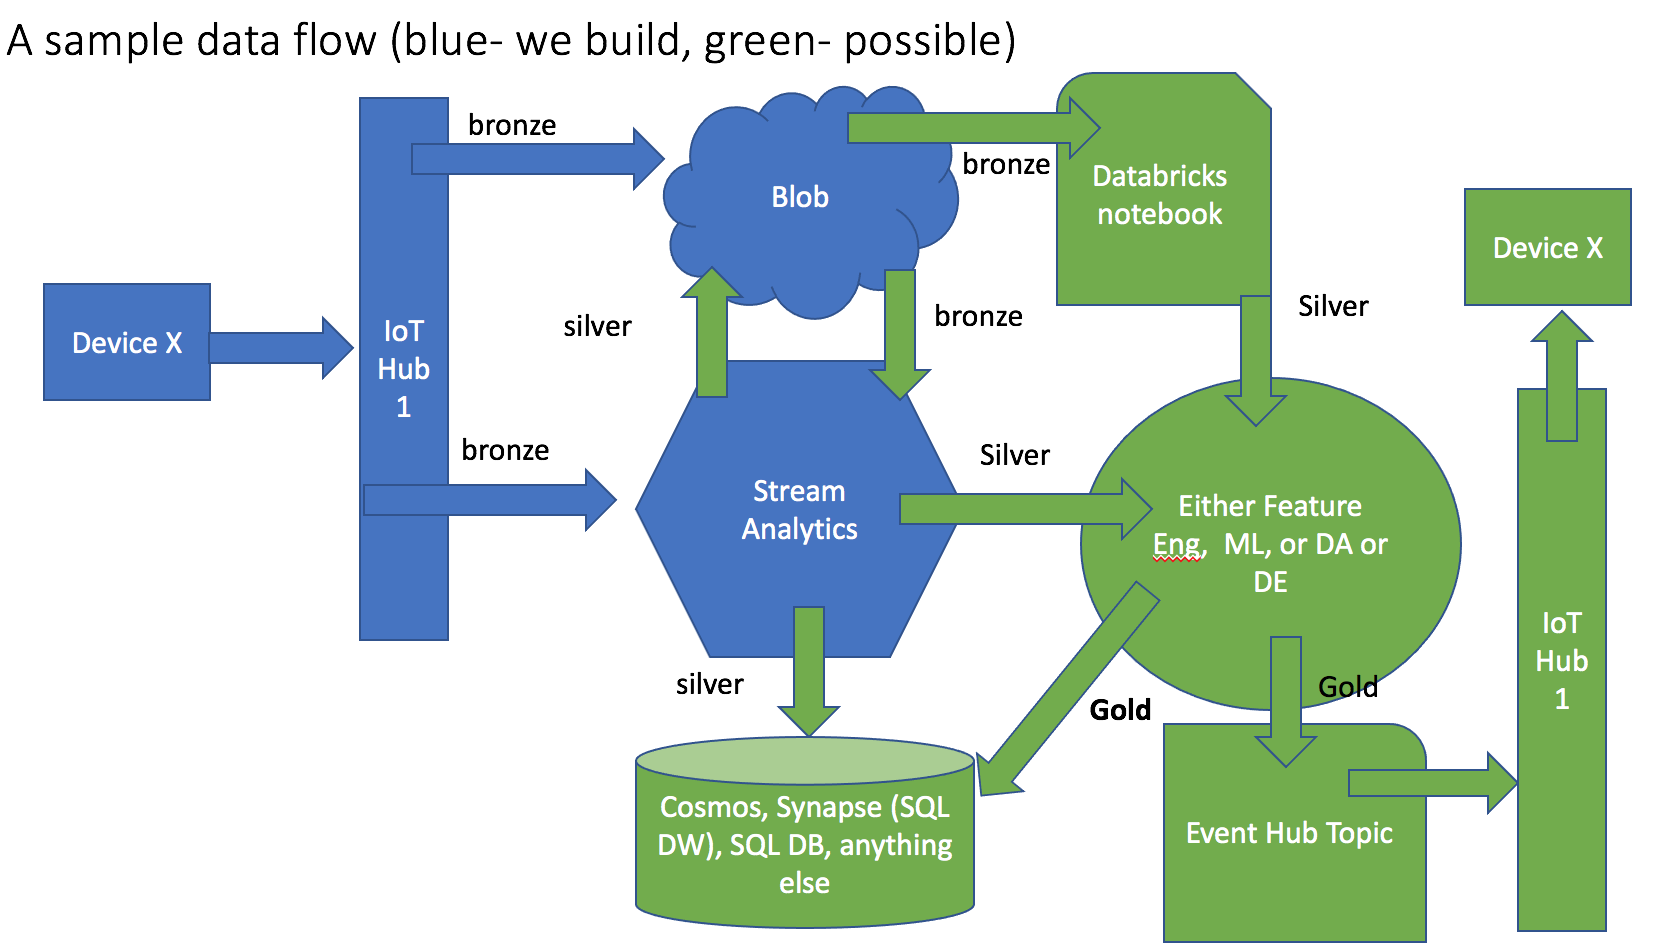 A sample data flow (blue- we build, green- possible)
bronze
Blob
bronze
Databricks
notebook
Device X
Device X
IoT
Hub
1
silver
bronze
Silver
bronze
Stream
Analytics
Silver
Either Feature
Eng,  ML, or DA or
DE
IoT
Hub
1
silver
Gold
Gold
Cosmos, Synapse (SQL
DW), SQL DB, anything
else
Event Hub Topic